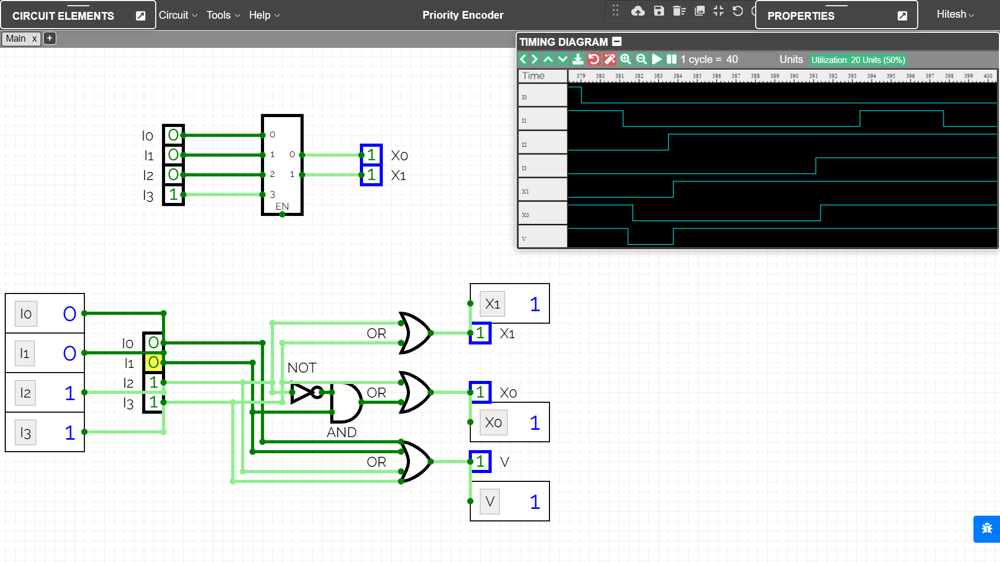 CIRCUIT ELEMENTS
Circuit
Tools
Help
Priority Encoder
PROPERTIES
Hitesh
Main x +
TIMING DIAGRAM
1 cycle = 40 Units Utilization: 20 Units (50%)
Time 379 380 381 382 383 384 385 386 387 388 389 390 391 392 393 394 395 396 397 398 399 400
I0
I1
I2
I3
X1
X0
V
I0 0 0
I1 0 1 0 1 X0
I2 0 2 1 1 X1
I3 1 3
EN
I0 0
I1 0
I2 1
I3 1
I0 0
I1 0
I2 1
I3 1
NOT
AND
OR
OR
OR
X1 1
1 X1
1 X0
X0 1
1 V
V 1